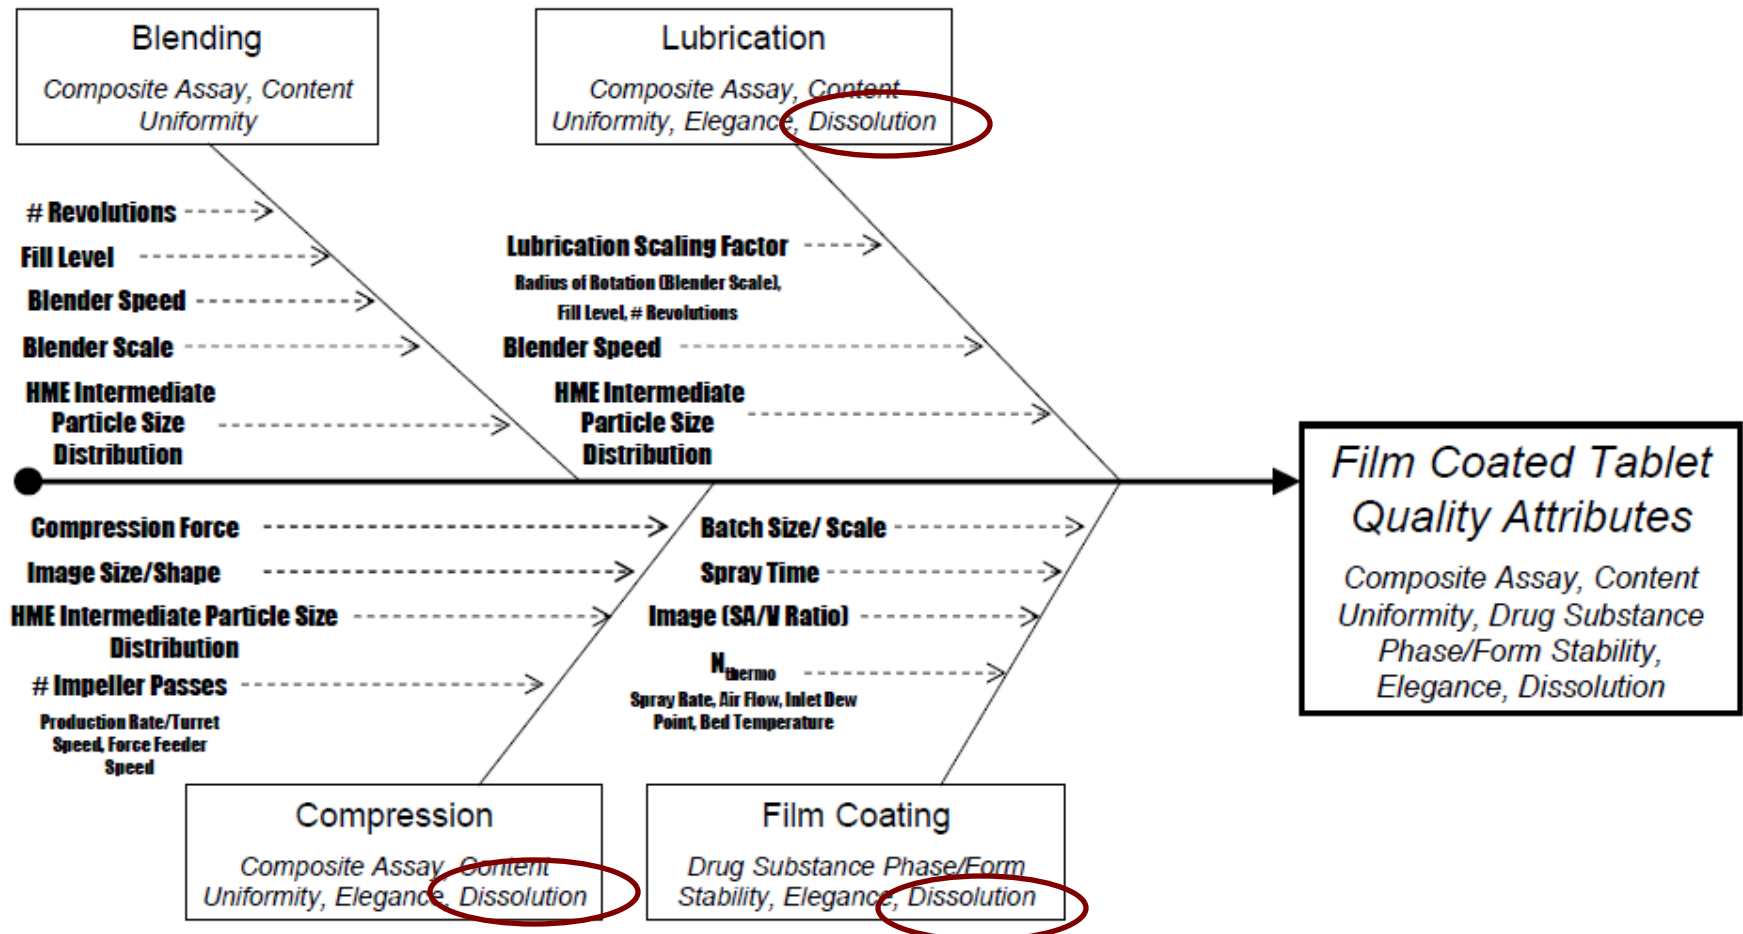 Blending
Composite Assay, Content
Uniformity
Lubrication
Composite Assay, Content
Uniformity, Elegance, Dissolution
# Revolutions
Fill Level
Blender Speed
Blender Scale
HME Intermediate
Particle Size
Distribution
Lubrication Scaling Factor
Radius of Rotation (Blender Scale),
Fill Level, # Revolutions
Blender Speed
HME Intermediate
Particle Size
Distribution
Film Coated Tablet
Quality Attributes
Composite Assay, Content
Uniformity, Drug Substance
Phase/Form Stability,
Elegance, Dissolution
Compression Force
Image Size/Shape
HME Intermediate Particle Size
Distribution
# Impeller Passes
Production Rate/Turret
Speed, Force Feeder
Speed
Batch Size/ Scale
Spray Time
Image (SA/V Ratio)
Nthermo
Spray Rate, Air Flow, Inlet Dew
Point, Bed Temperature
Compression
Composite Assay, Content
Uniformity, Elegance, Dissolution
Film Coating
Drug Substance Phase/Form
Stability, Elegance, Dissolution